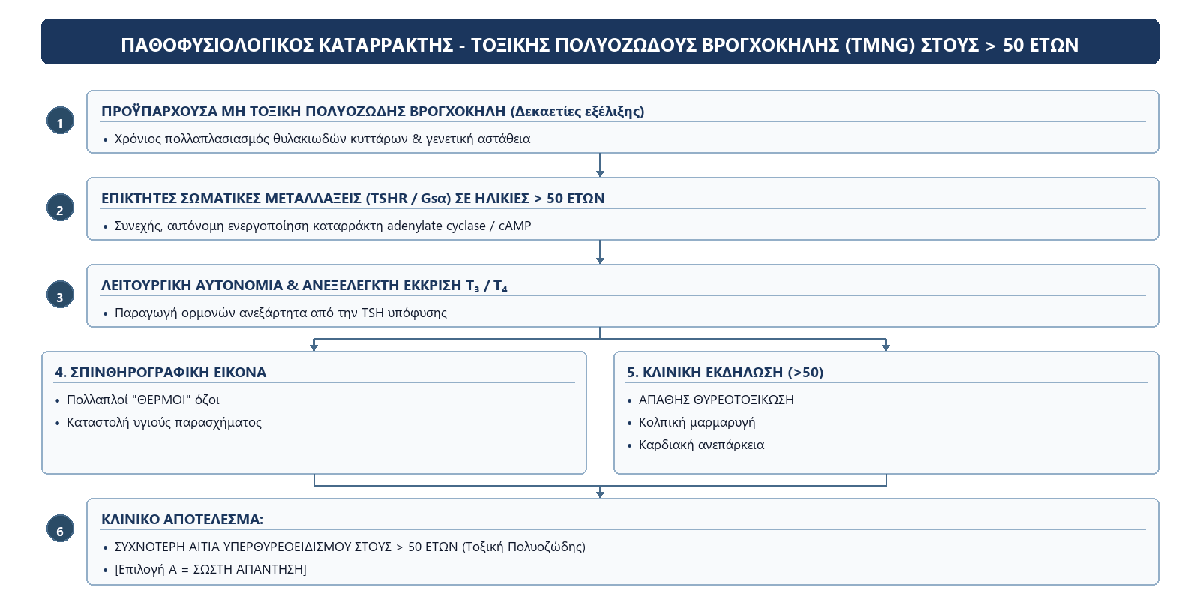 ΠΑΘΟΦΥΣΙΟΛΟΓΙΚΟΣ ΚΑΤΑΡΡΑΚΤΗΣ - ΤΟΞΙΚΗΣ ΠΟΛΥΟΖΩΔΟΥΣ ΒΡΟΓΧΟΚΗΛΗΣ (TMNG) ΣΤΟΥΣ > 50 ΕΤΩΝ
1
ΠΡΟΫΠΑΡΧΟΥΣΑ ΜΗ ΤΟΞΙΚΗ ΠΟΛΥΟΖΩΔΗΣ ΒΡΟΓΧΟΚΗΛΗ (Δεκαετίες εξέλιξης)
• Χρόνιος πολλαπλασιασμός θυλακιωδών κυττάρων & γενετική αστάθεια
2
ΕΠΙΚΤΗΤΕΣ ΣΩΜΑΤΙΚΕΣ ΜΕΤΑΛΛΑΞΕΙΣ (TSHR / Gsα) ΣΕ ΗΛΙΚΙΕΣ > 50 ΕΤΩΝ
• Συνεχής, αυτόνομη ενεργοποίηση καταρράκτη adenylate cyclase / cAMP
3
ΛΕΙΤΟΥΡΓΙΚΗ ΑΥΤΟΝΟΜΙΑ & ΑΝΕΞΕΛΕΓΚΤΗ ΕΚΚΡΙΣΗ T₃ / T₄
• Παραγωγή ορμονών ανεξάρτητα από την TSH υπόφυσης
4. ΣΠΙΝΘΗΡΟΓΡΑΦΙΚΗ ΕΙΚΟΝΑ
• Πολλαπλοί "ΘΕΡΜΟΙ" όζοι
• Καταστολή υγιούς παρασχήματος
5. ΚΛΙΝΙΚΗ ΕΚΔΗΛΩΣΗ (>50)
• ΑΠΑΘΗΣ ΘΥΡΕΟΤΟΞΙΚΩΣΗ
• Κολπική μαρμαρυγή
• Καρδιακή ανεπάρκεια
6
ΚΛΙΝΙΚΟ ΑΠΟΤΕΛΕΣΜΑ:
• ΣΥΧΝΟΤΕΡΗ ΑΙΤΙΑ ΥΠΕΡΘΥΡΕΟΕΙΔΙΣΜΟΥ ΣΤΟΥΣ > 50 ΕΤΩΝ (Τοξική Πολυοζώδης)
• [Επιλογή Α = ΣΩΣΤΗ ΑΠΑΝΤΗΣΗ]